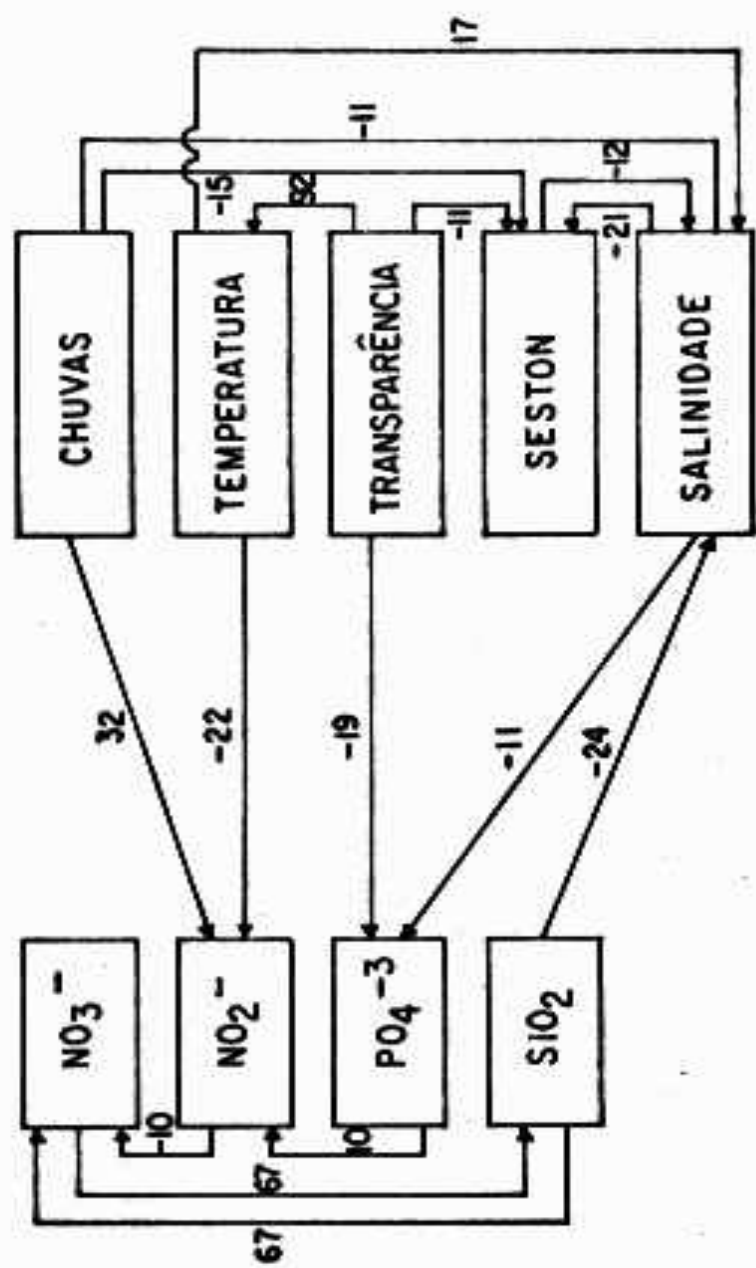 CHUVAS
TEMPERATURA
TRANSPARÊNCIA
SESTON
SALINIDADE
17
-11
-15
92
-11
-12
-21
32
-22
-19
-11
-24
NO₃⁻
NO₂⁻
PO₄⁻³
SIO₂
-10
10
67
67